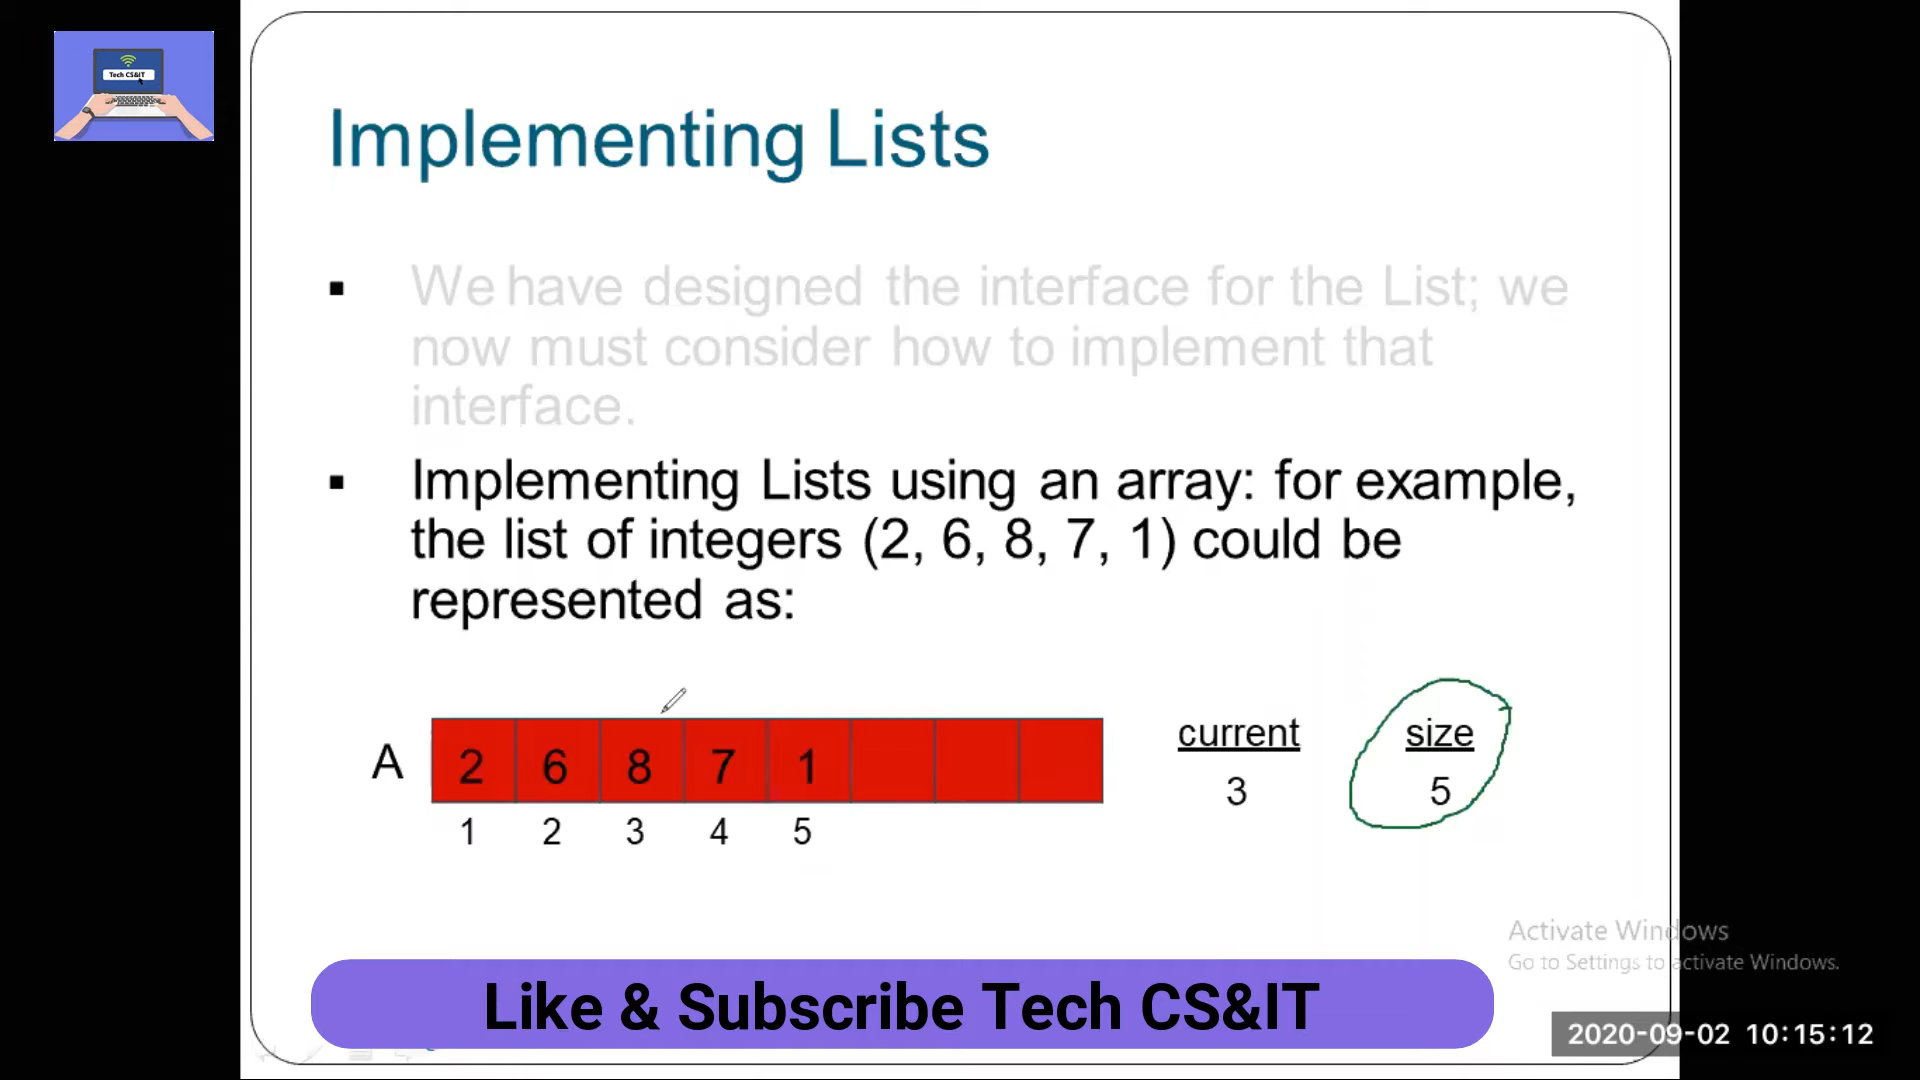 Tech CS&IT
Implementing Lists
▪ We have designed the interface for the List; we
now must consider how to implement that
interface.
▪ Implementing Lists using an array: for example,
the list of integers (2, 6, 8, 7, 1) could be
represented as:
A 2 6 8 7 1
1 2 3 4 5
current size
3 5
Activate Windows
Go to Settings to activate Windows.
Like & Subscribe Tech CS&IT
2020-09-02 10:15:12